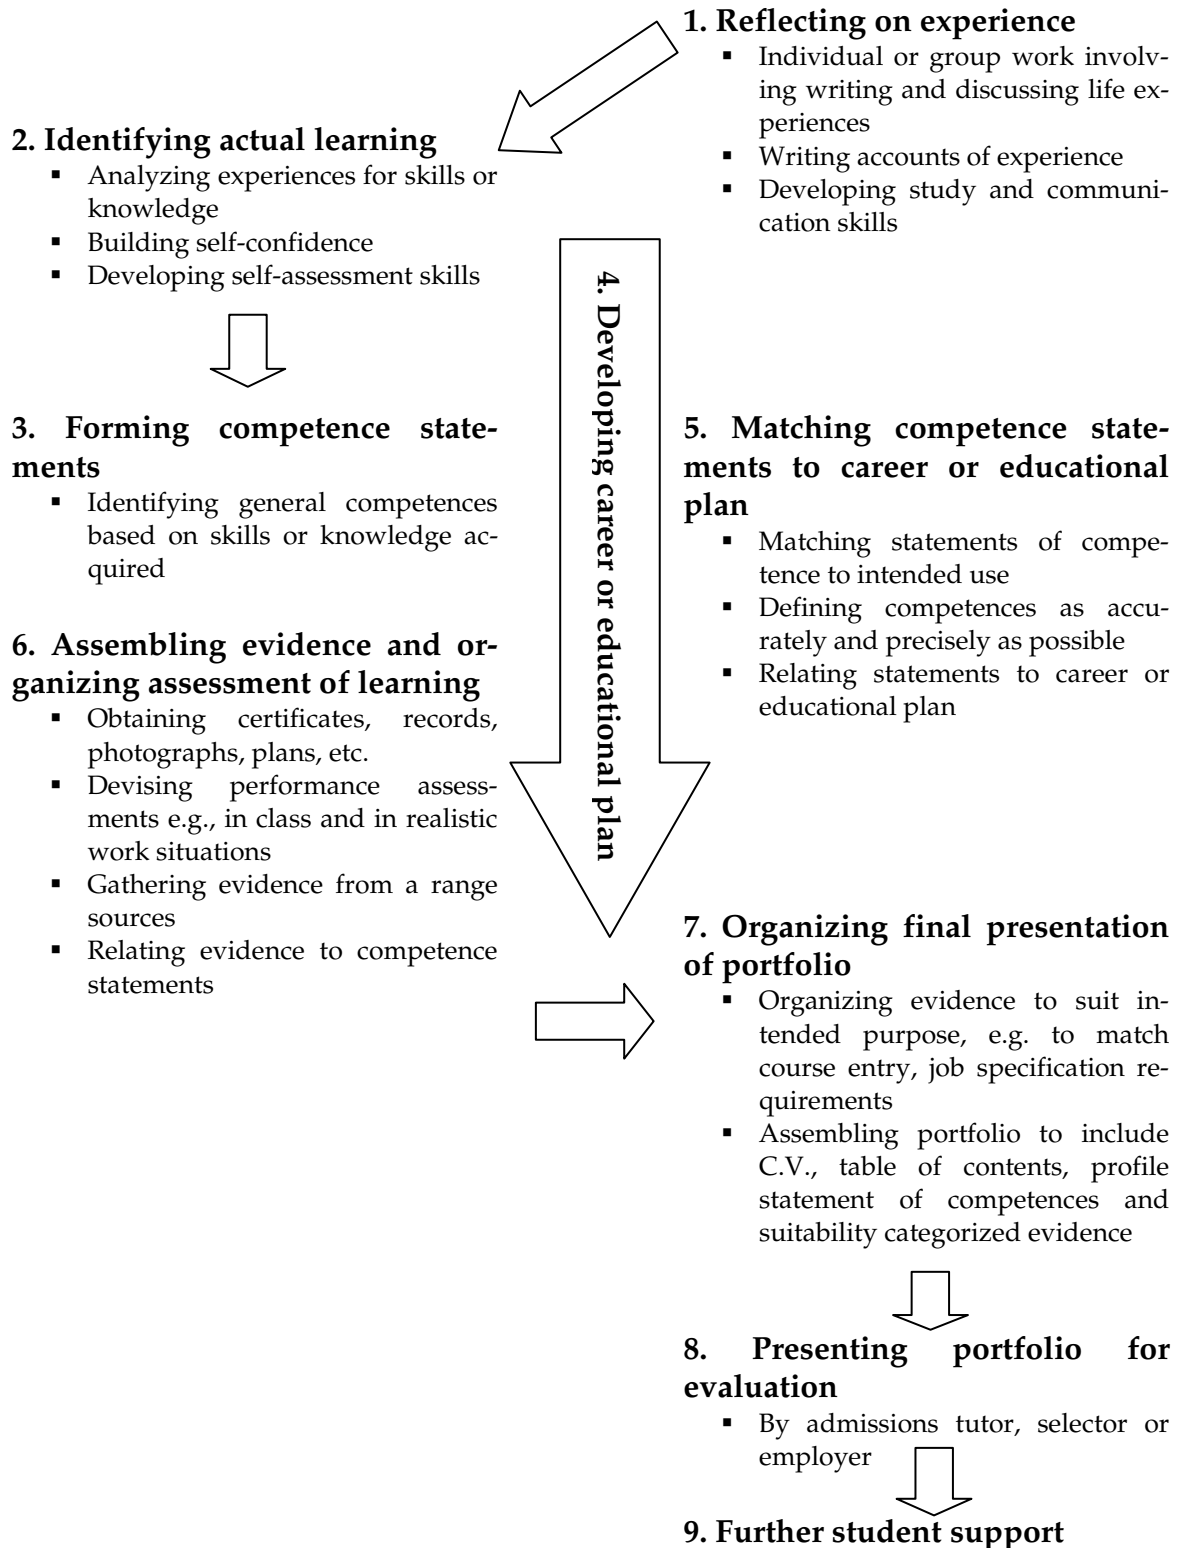 1. Reflecting on experience
▪ Individual or group work involv-
ing writing and discussing life ex-
periences
▪ Writing accounts of experience
▪ Developing study and communi-
cation skills
2. Identifying actual learning
▪ Analyzing experiences for skills or
knowledge
▪ Building self-confidence
▪ Developing self-assessment skills
3. Forming competence state-
ments
▪ Identifying general competences
based on skills or knowledge ac-
quired
4. Developing career or educational plan
5. Matching competence state-
ments to career or educational
plan
▪ Matching statements of compe-
tence to intended use
▪ Defining competences as accu-
rately and precisely as possible
▪ Relating statements to career or
educational plan
6. Assembling evidence and or-
ganizing assessment of learning
▪ Obtaining certificates, records,
photographs, plans, etc.
▪ Devising performance assess-
ments e.g., in class and in realistic
work situations
▪ Gathering evidence from a range
sources
▪ Relating evidence to competence
statements
7. Organizing final presentation
of portfolio
▪ Organizing evidence to suit in-
tended purpose, e.g. to match
course entry, job specification re-
quirements
▪ Assembling portfolio to include
C.V., table of contents, profile
statement of competences and
suitability categorized evidence
8. Presenting portfolio for
evaluation
▪ By admissions tutor, selector or
employer
9. Further student support